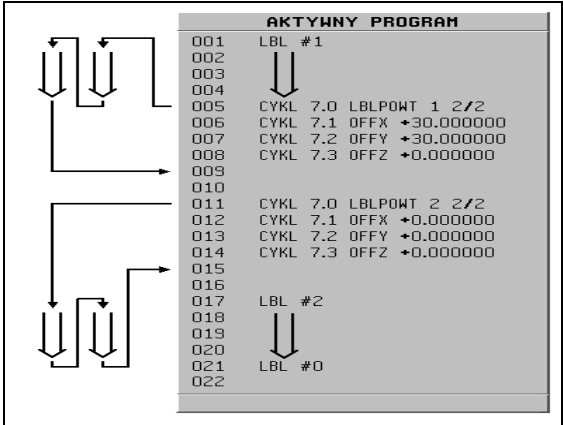 AKTYWNY PROGRAM
001 LBL #1
002
003
004
005 CYKL 7.0 LBLPOWT 1 2/2
006 CYKL 7.1 OFFX +30.000000
007 CYKL 7.2 OFFY +30.000000
008 CYKL 7.3 OFFZ +0.000000
009
010
011 CYKL 7.0 LBLPOWT 2 2/2
012 CYKL 7.1 OFFX +0.000000
013 CYKL 7.2 OFFY +0.000000
014 CYKL 7.3 OFFZ +0.000000
015
016
017 LBL #2
018
019
020
021 LBL #0
022